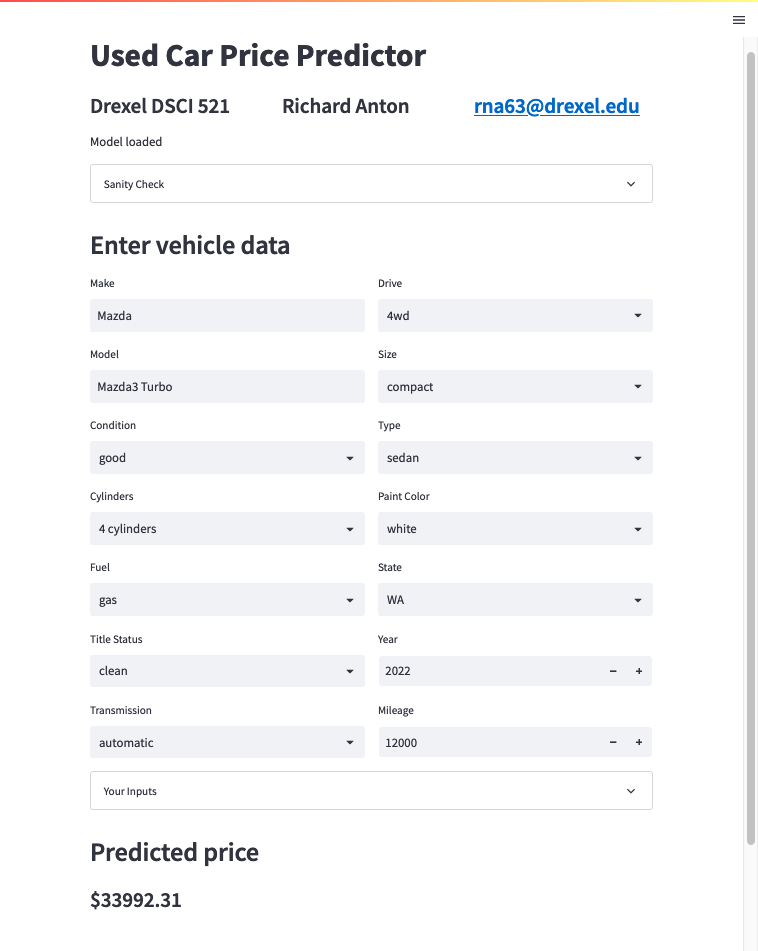 Used Car Price Predictor
Drexel DSCI 521 Richard Anton rna63@drexel.edu
Model loaded
Sanity Check
Enter vehicle data
Make Drive
Mazda 4wd
Model Size
Mazda3 Turbo compact
Condition Type
good sedan
Cylinders Paint Color
4 cylinders white
Fuel State
gas WA
Title Status Year
clean 2022 − +
Transmission Mileage
automatic 12000 − +
Your Inputs
Predicted price
$33992.31